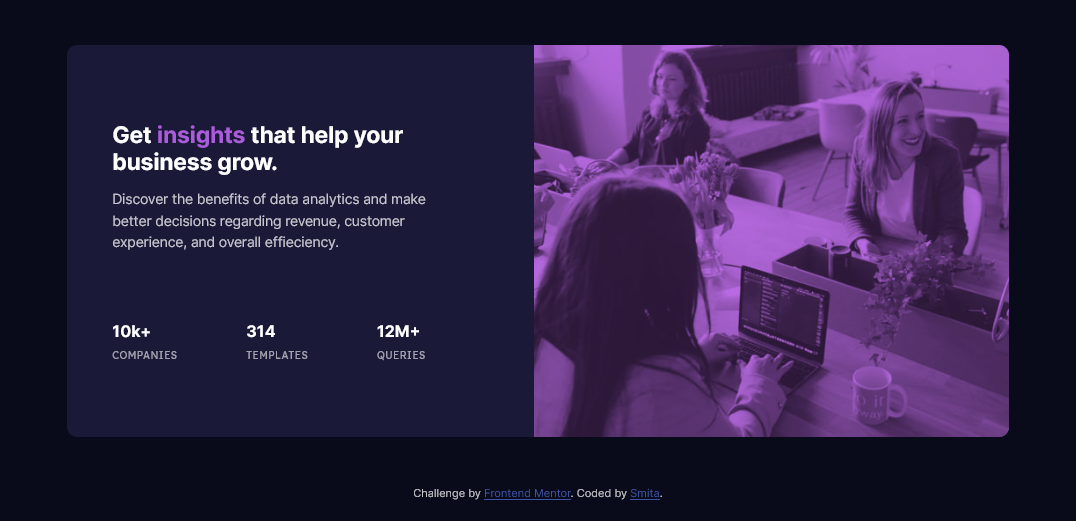 Get insights that help your
business grow.
Discover the benefits of data analytics and make
better decisions regarding revenue, customer
experience, and overall effieciency.
10k+ 314 12M+
COMPANIES TEMPLATES QUERIES
Challenge by Frontend Mentor. Coded by Smita.